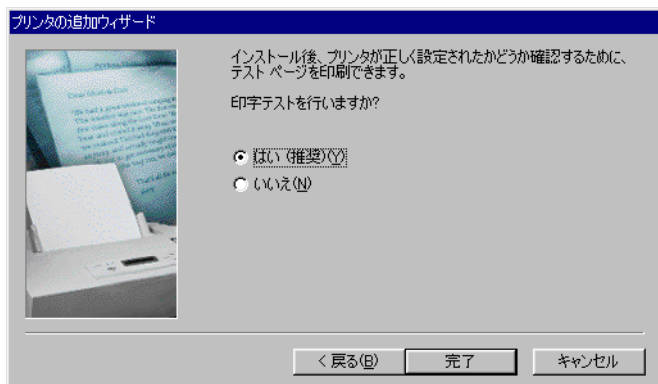 プリンタの追加ウィザード
インストール後、プリンタが正しく設定されたかどうか確認するために、
テスト ページを印刷できます。
印字テストを行いますか?
はい (推奨)(Y)
いいえ(N)
< 戻る(B)
完了
キャンセル